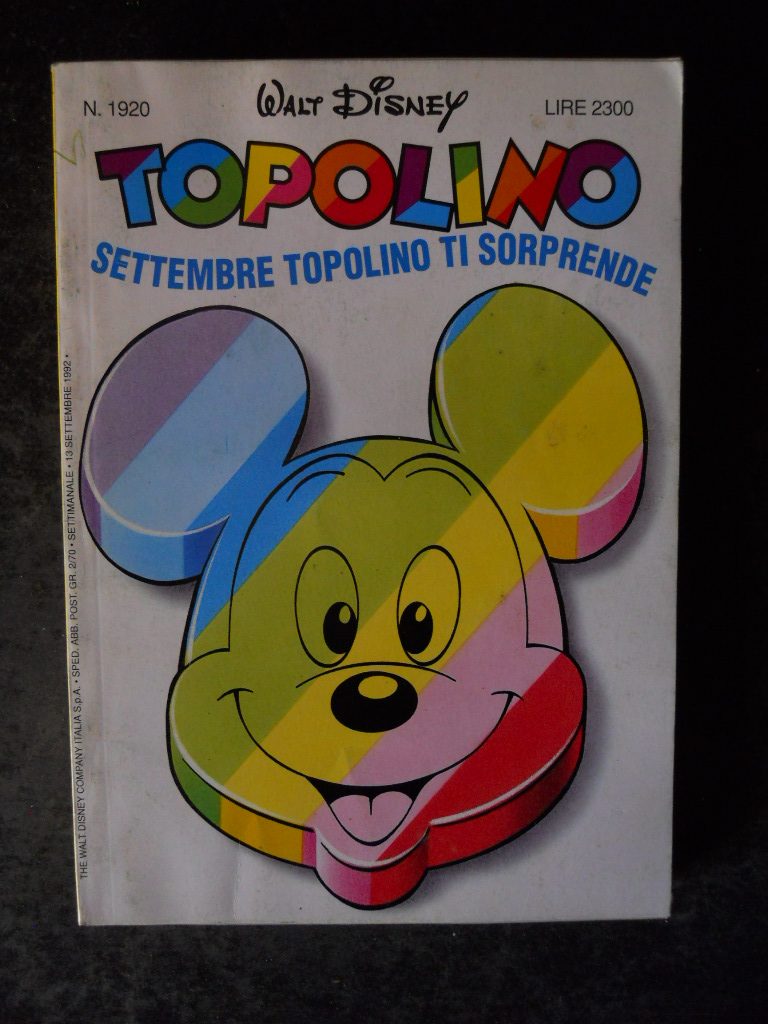 N. 1920
WALT DISNEY
LIRE 2300
TOPOLINO
SETTEMBRE TOPOLINO TI SORPRENDE
THE WALT DISNEY COMPANY ITALIA S.p.A. • SPED. ABB. POST. GR. 2/70 • SETTIMANALE • 13 SETTEMBRE 1992 •